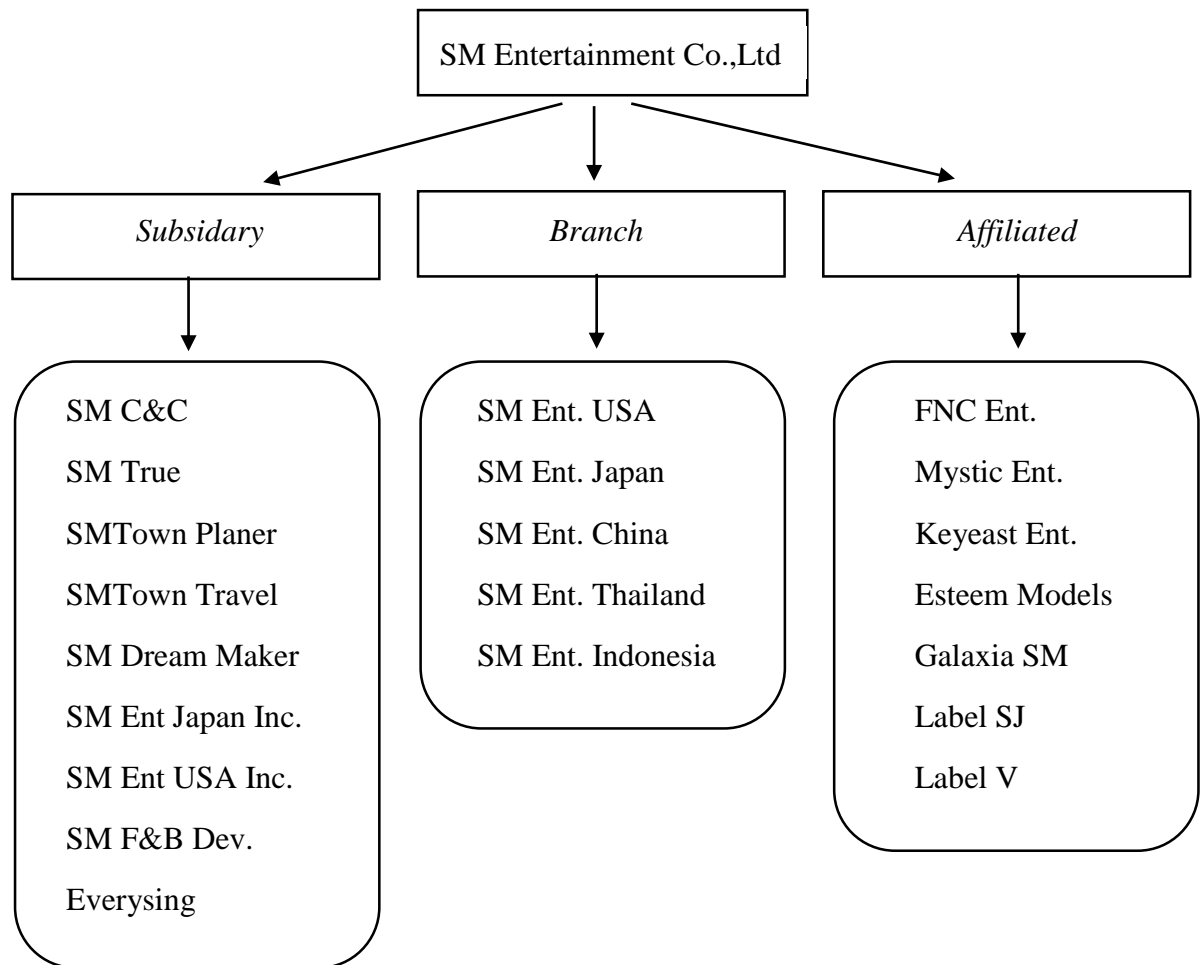 SM Entertainment Co.,Ltd
Subsidary
Branch
Affiliated
SM C&C
SM True
SMTown Planer
SMTown Travel
SM Dream Maker
SM Ent Japan Inc.
SM Ent USA Inc.
SM F&B Dev.
Everysing
SM Ent. USA
SM Ent. Japan
SM Ent. China
SM Ent. Thailand
SM Ent. Indonesia
FNC Ent.
Mystic Ent.
Keyeast Ent.
Esteem Models
Galaxia SM
Label SJ
Label V